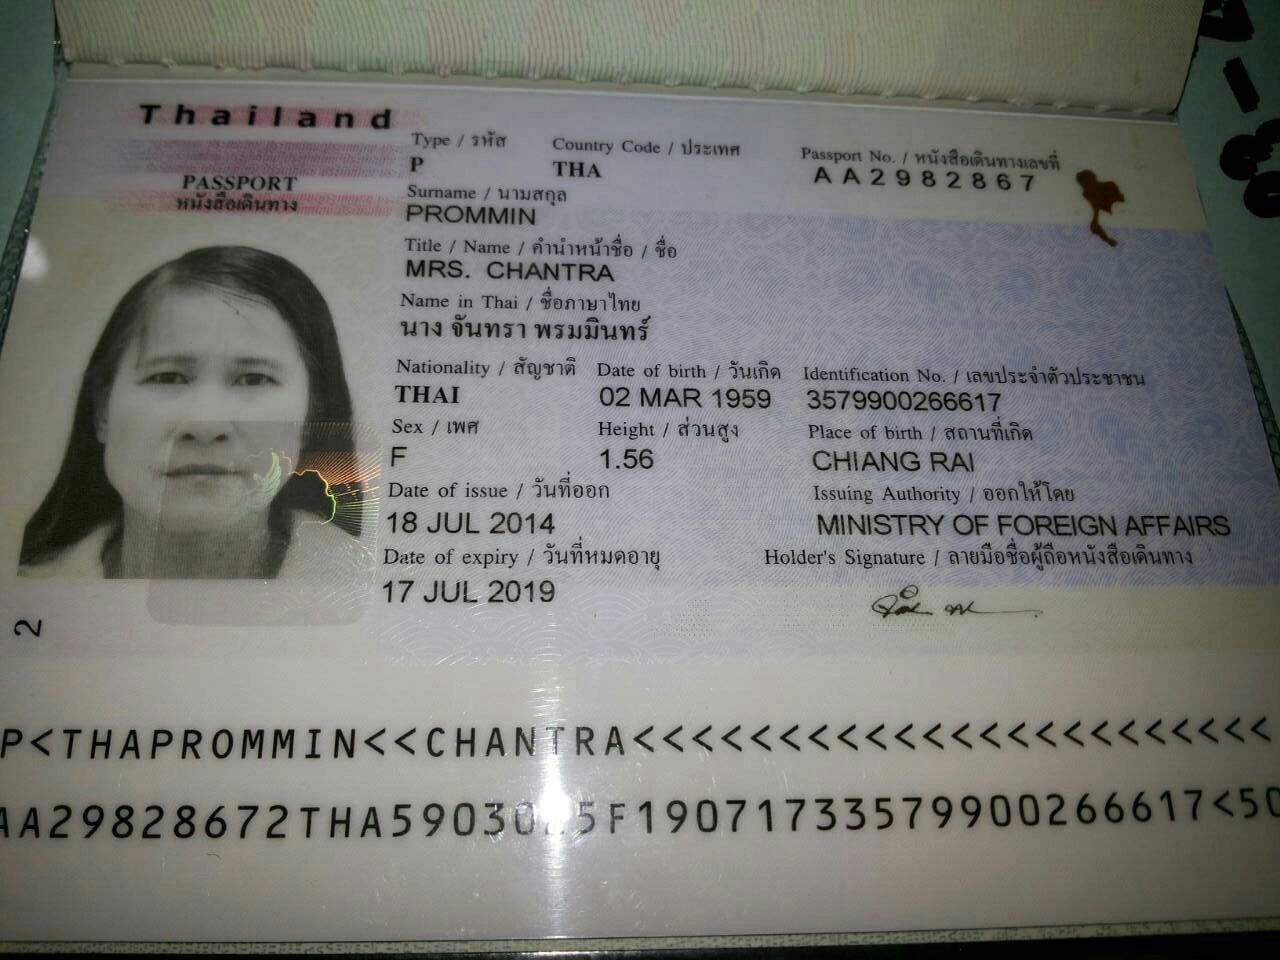 Thailand
PASSPORT
หนังสือเดินทาง
Type / รหัส
P
Country Code / ประเทศ
THA
Passport No. / หนังสือเดินทางเลขที่
AA2982867
Surname / นามสกุล
PROMMIN
Title / Name / คำนำหน้าชื่อ / ชื่อ
MRS. CHANTRA
Name in Thai / ชื่อภาษาไทย
นาง จันทรา พรมมินทร์
Nationality / สัญชาติ
THAI
Date of birth / วันเกิด
02 MAR 1959
Identification No. / เลขประจำตัวประชาชน
3579900266617
Sex / เพศ
F
Height / ส่วนสูง
1.56
Place of birth / สถานที่เกิด
CHIANG RAI
Date of issue / วันที่ออก
18 JUL 2014
Issuing Authority / ออกให้โดย
MINISTRY OF FOREIGN AFFAIRS
Date of expiry / วันที่หมดอายุ
17 JUL 2019
Holder's Signature / ลายมือชื่อผู้ถือหนังสือเดินทาง
2
P<THAPROMMIN<<CHANTRA<<<<<<<<<<<<<<<<<<<<<<<